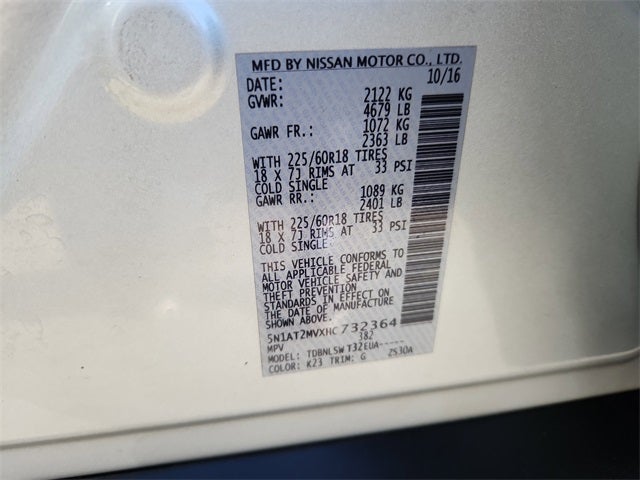 MFD BY NISSAN MOTOR CO., LTD.
DATE: 10/16
GVWR: 2122 KG
4679 LB
GAWR FR.: 1072 KG
2363 LB
WITH 225/60R18 TIRES
18 X 7J RIMS AT 33 PSI
COLD SINGLE
GAWR RR.: 1089 KG
2401 LB
WITH 225/60R18 TIRES
18 X 7J RIMS AT 33 PSI
COLD SINGLE
THIS VEHICLE CONFORMS TO
ALL APPLICABLE FEDERAL
MOTOR VEHICLE SAFETY AND
THEFT PREVENTION
STANDARDS IN EFFECT ON
THE DATE OF MANUFACTURE
SHOWN ABOVE.
5N1AT2MVXHC732364
MPV 382
MODEL: TDBNLSW T32EUA-----
COLOR: K23 TRIM: G ZS30A